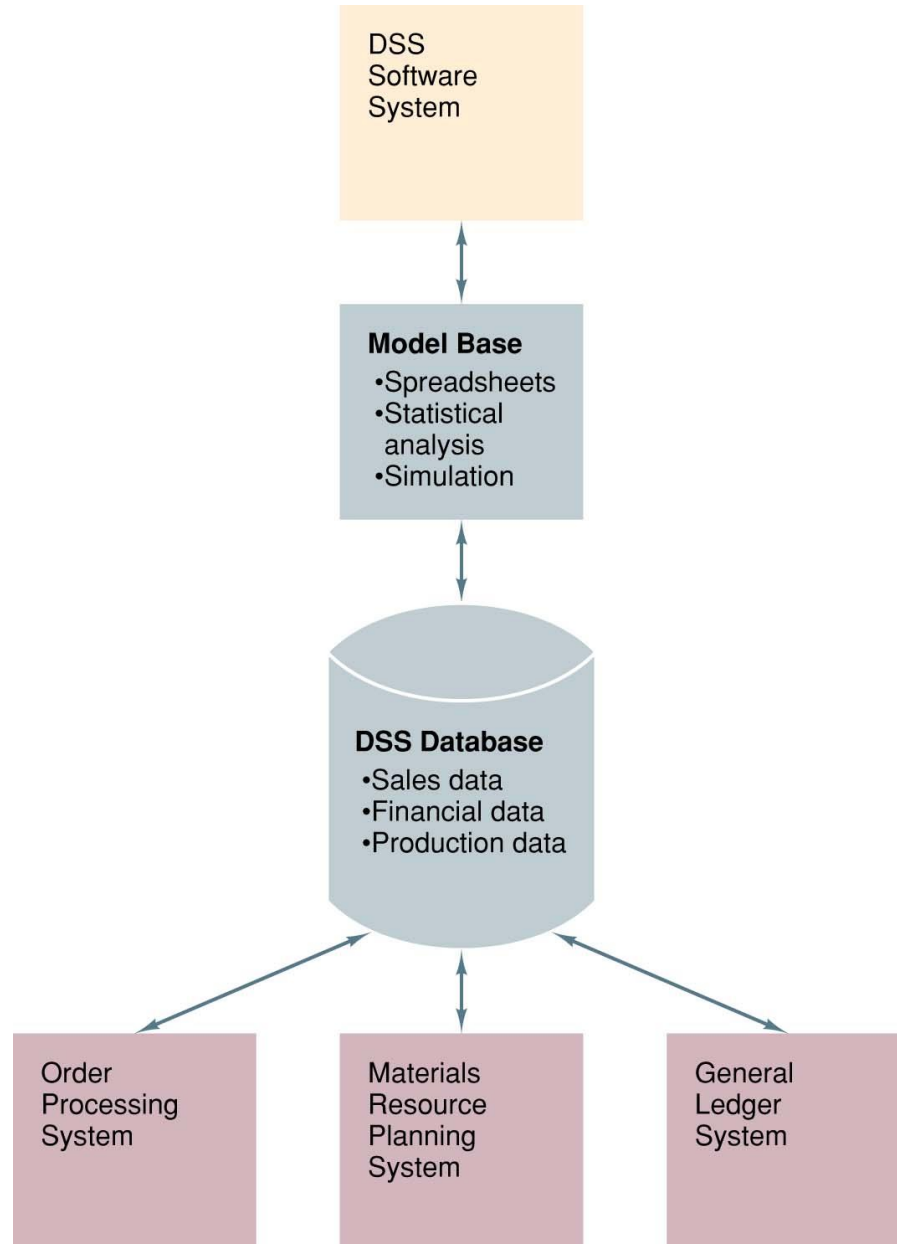 DSS
Software
System
Model Base
•Spreadsheets
•Statistical
analysis
•Simulation
DSS Database
•Sales data
•Financial data
•Production data
Order
Processing
System
Materials
Resource
Planning
System
General
Ledger
System